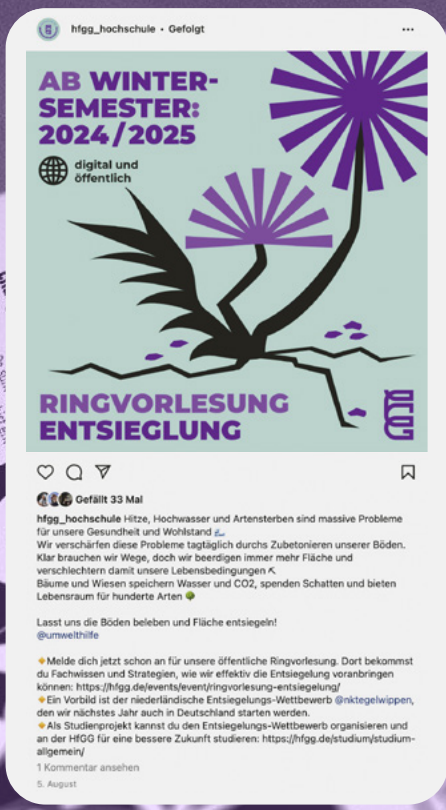 hfgg_hochschule • Gefolgt
AB WINTER-
SEMESTER:
2024/2025
digital und
öffentlich
RINGVORLESUNG
ENTSIEGLUNG
Gefällt 33 Mal
hfgg_hochschule Hitze, Hochwasser und Artensterben sind massive Probleme
für unsere Gesundheit und Wohlstand
Wir verschärfen diese Probleme tagtäglich durchs Zubetonieren unserer Böden.
Klar brauchen wir Wege, doch wir beerdigen immer mehr Fläche und
verschlechtern damit unsere Lebensbedingungen
Bäume und Wiesen speichern Wasser und CO2, spenden Schatten und bieten
Lebensraum für hunderte Arten
Lasst uns die Böden beleben und Fläche entsiegeln!
@umwelthilfe
Melde dich jetzt schon an für unsere öffentliche Ringvorlesung. Dort bekommst
du Fachwissen und Strategien, wie wir effektiv die Entsiegelung voranbringen
können: https://hfgg.de/events/event/ringvorlesung-entsiegelung/
Ein Vorbild ist der niederländische Entsiegelungs-Wettbewerb @nktegelwippen,
den wir nächstes Jahr auch in Deutschland starten werden.
Als Studienprojekt kannst du den Entsiegelungs-Wettbewerb organisieren und
an der HfGG für eine bessere Zukunft studieren: https://hfgg.de/studium/studium-
allgemein/
1 Kommentar ansehen
5. August